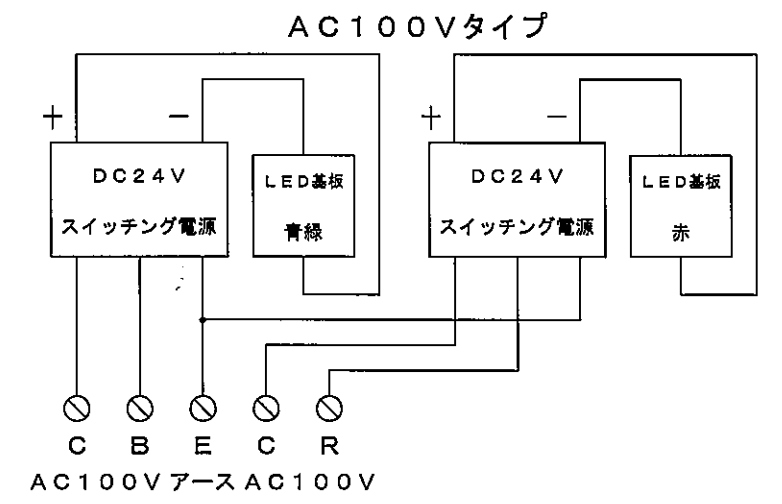 AC100Vタイプ
+ − + −
DC24V LED基板 DC24V LED基板
スイッチング電源 青緑 スイッチング電源 赤
C B E C R
AC100V アース AC100V